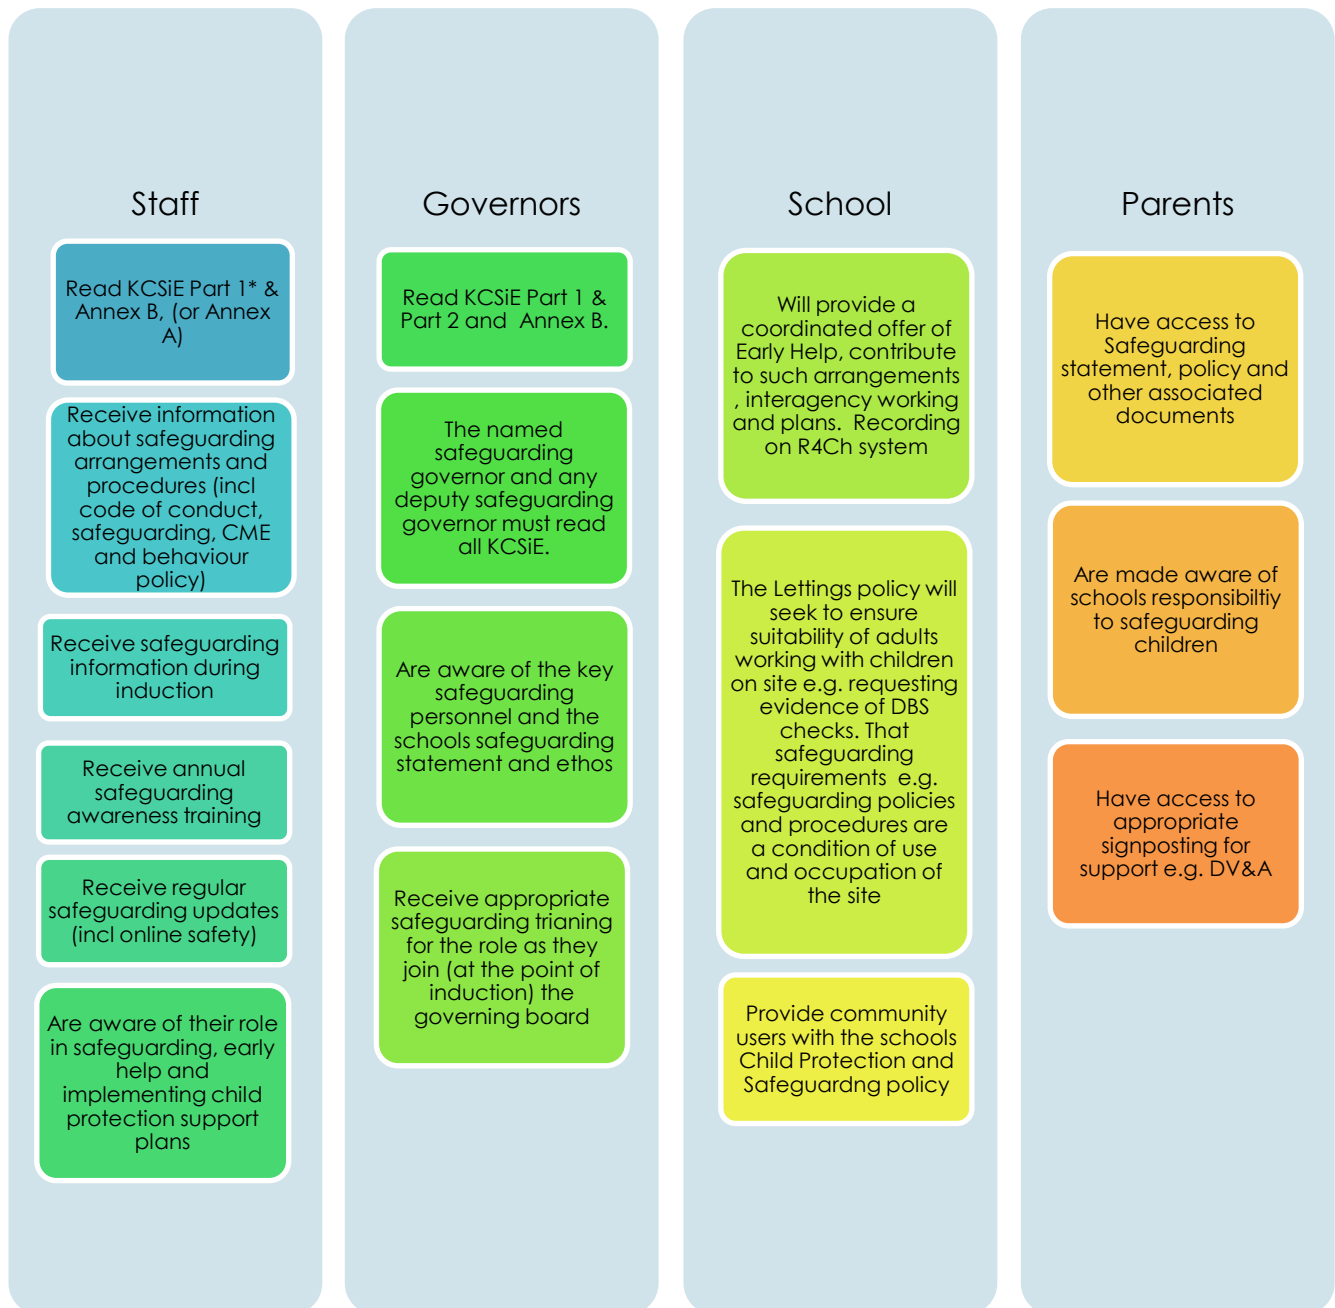 Staff
Read KCSiE Part 1* &
Annex B, (or Annex
A)
Receive information
about safeguarding
arrangements and
procedures (incl
code of conduct,
safeguarding, CME
and behaviour
policy)
Receive safeguarding
information during
induction
Receive annual
safeguarding
awareness training
Receive regular
safeguarding updates
(incl online safety)
Are aware of their role
in safeguarding, early
help and
implementing child
protection support
plans
Governors
Read KCSiE Part 1 &
Part 2 and  Annex B.
The named
safeguarding
governor and any
deputy safeguarding
governor must read
all KCSiE.
Are aware of the key
safeguarding
personnel and the
schools safeguarding
statement and ethos
Receive appropriate
safeguarding trianing
for the role as they
join (at the point of
induction) the
governing board
School
Will provide a
coordinated offer of
Early Help, contribute
to such arrangements
, interagency working
and plans.  Recording
on R4Ch system
The Lettings policy will
seek to ensure
suitability of adults
working with children
on site e.g. requesting
evidence of DBS
checks. That
safeguarding
requirements  e.g.
safeguarding policies
and procedures are
a condition of use
and occupation of
the site
Provide community
users with the schools
Child Protection and
Safeguardng policy
Parents
Have access to
Safeguarding
statement, policy and
other associated
documents
Are made aware of
schools responsibiltiy
to safeguarding
children
Have access to
appropriate
signposting for
support e.g. DV&A